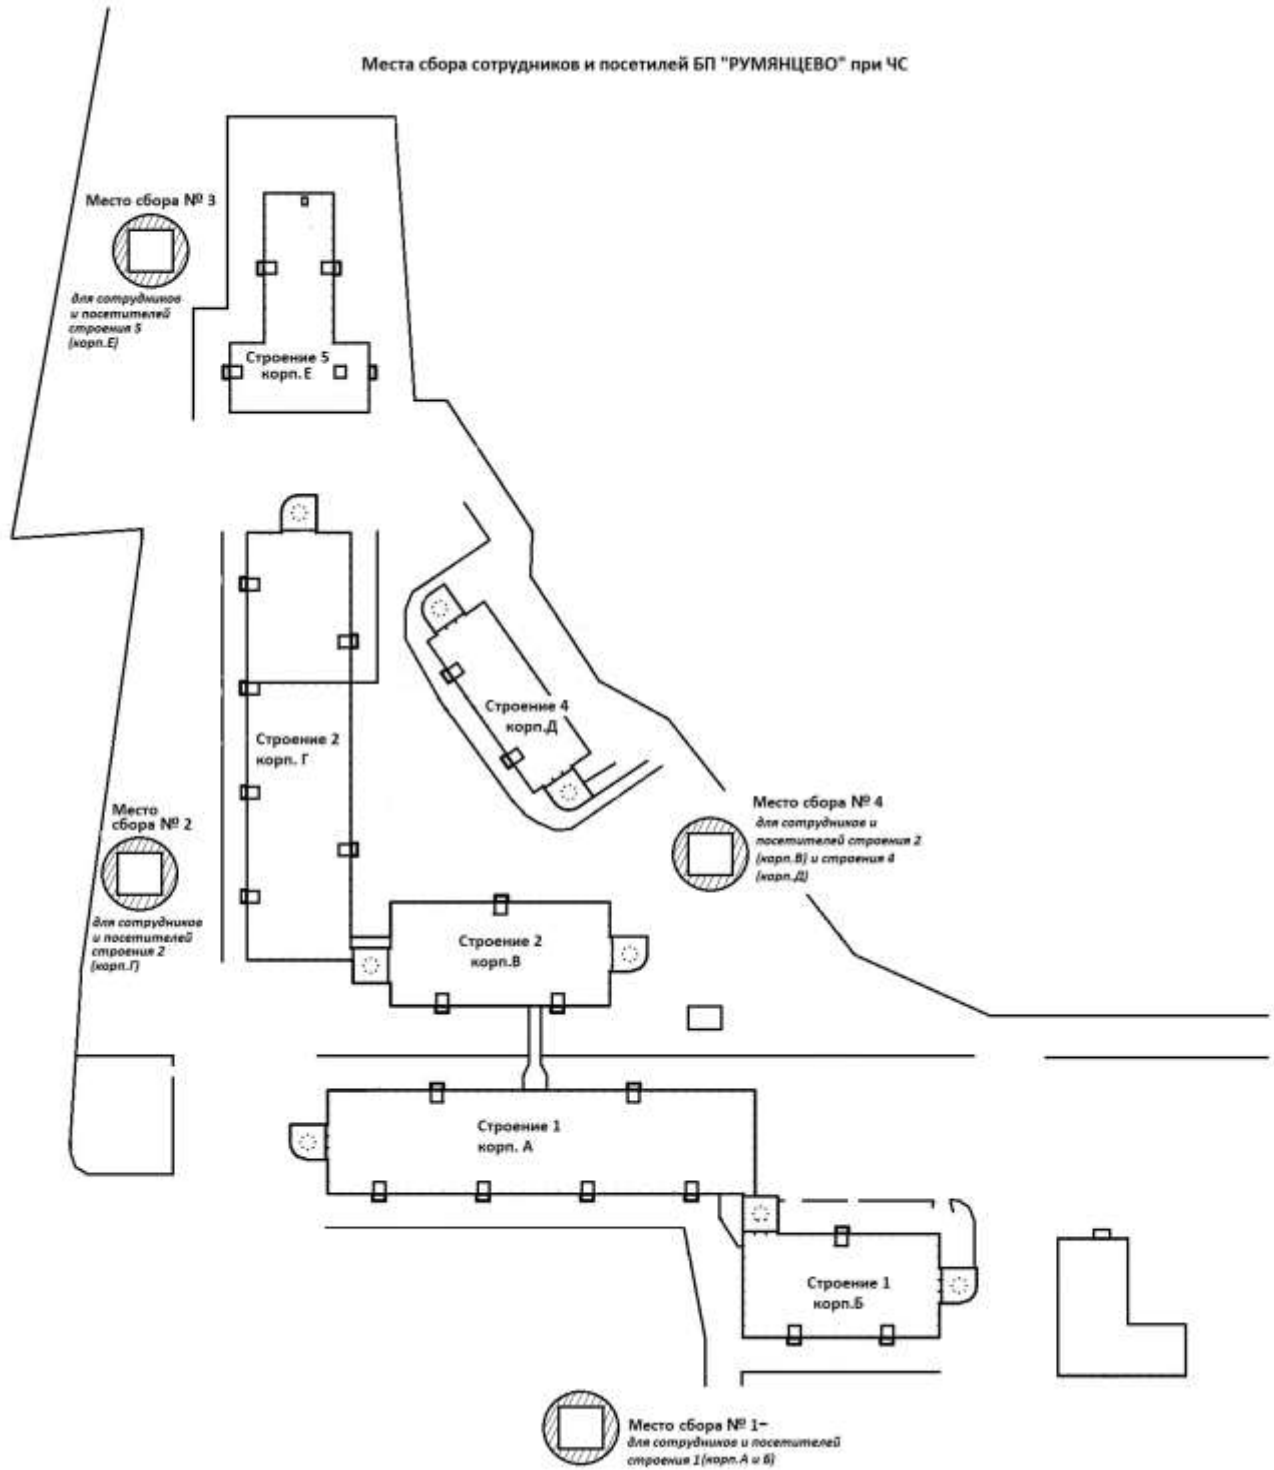 Места сбора сотрудников и посетилей БП "РУМЯНЦЕВО" при ЧС
Место сбора № 3
для сотрудников
и посетителей
строения 5
(корп.Е)
Строение 5
корп.Е
Строение 4
корп.Д
Строение 2
корп. Г
Место
сбора № 2
для сотрудников
и посетителей
строения 2
(корп.Г)
Место сбора № 4
для сотрудников и
посетителей строения 2
(корп.В) и строения 4
(корп.Д)
Строение 2
корп.В
Строение 1
корп. А
Строение 1
корп.Б
Место сбора № 1-
для сотрудников и посетителей
строения 1(корп.А и Б)